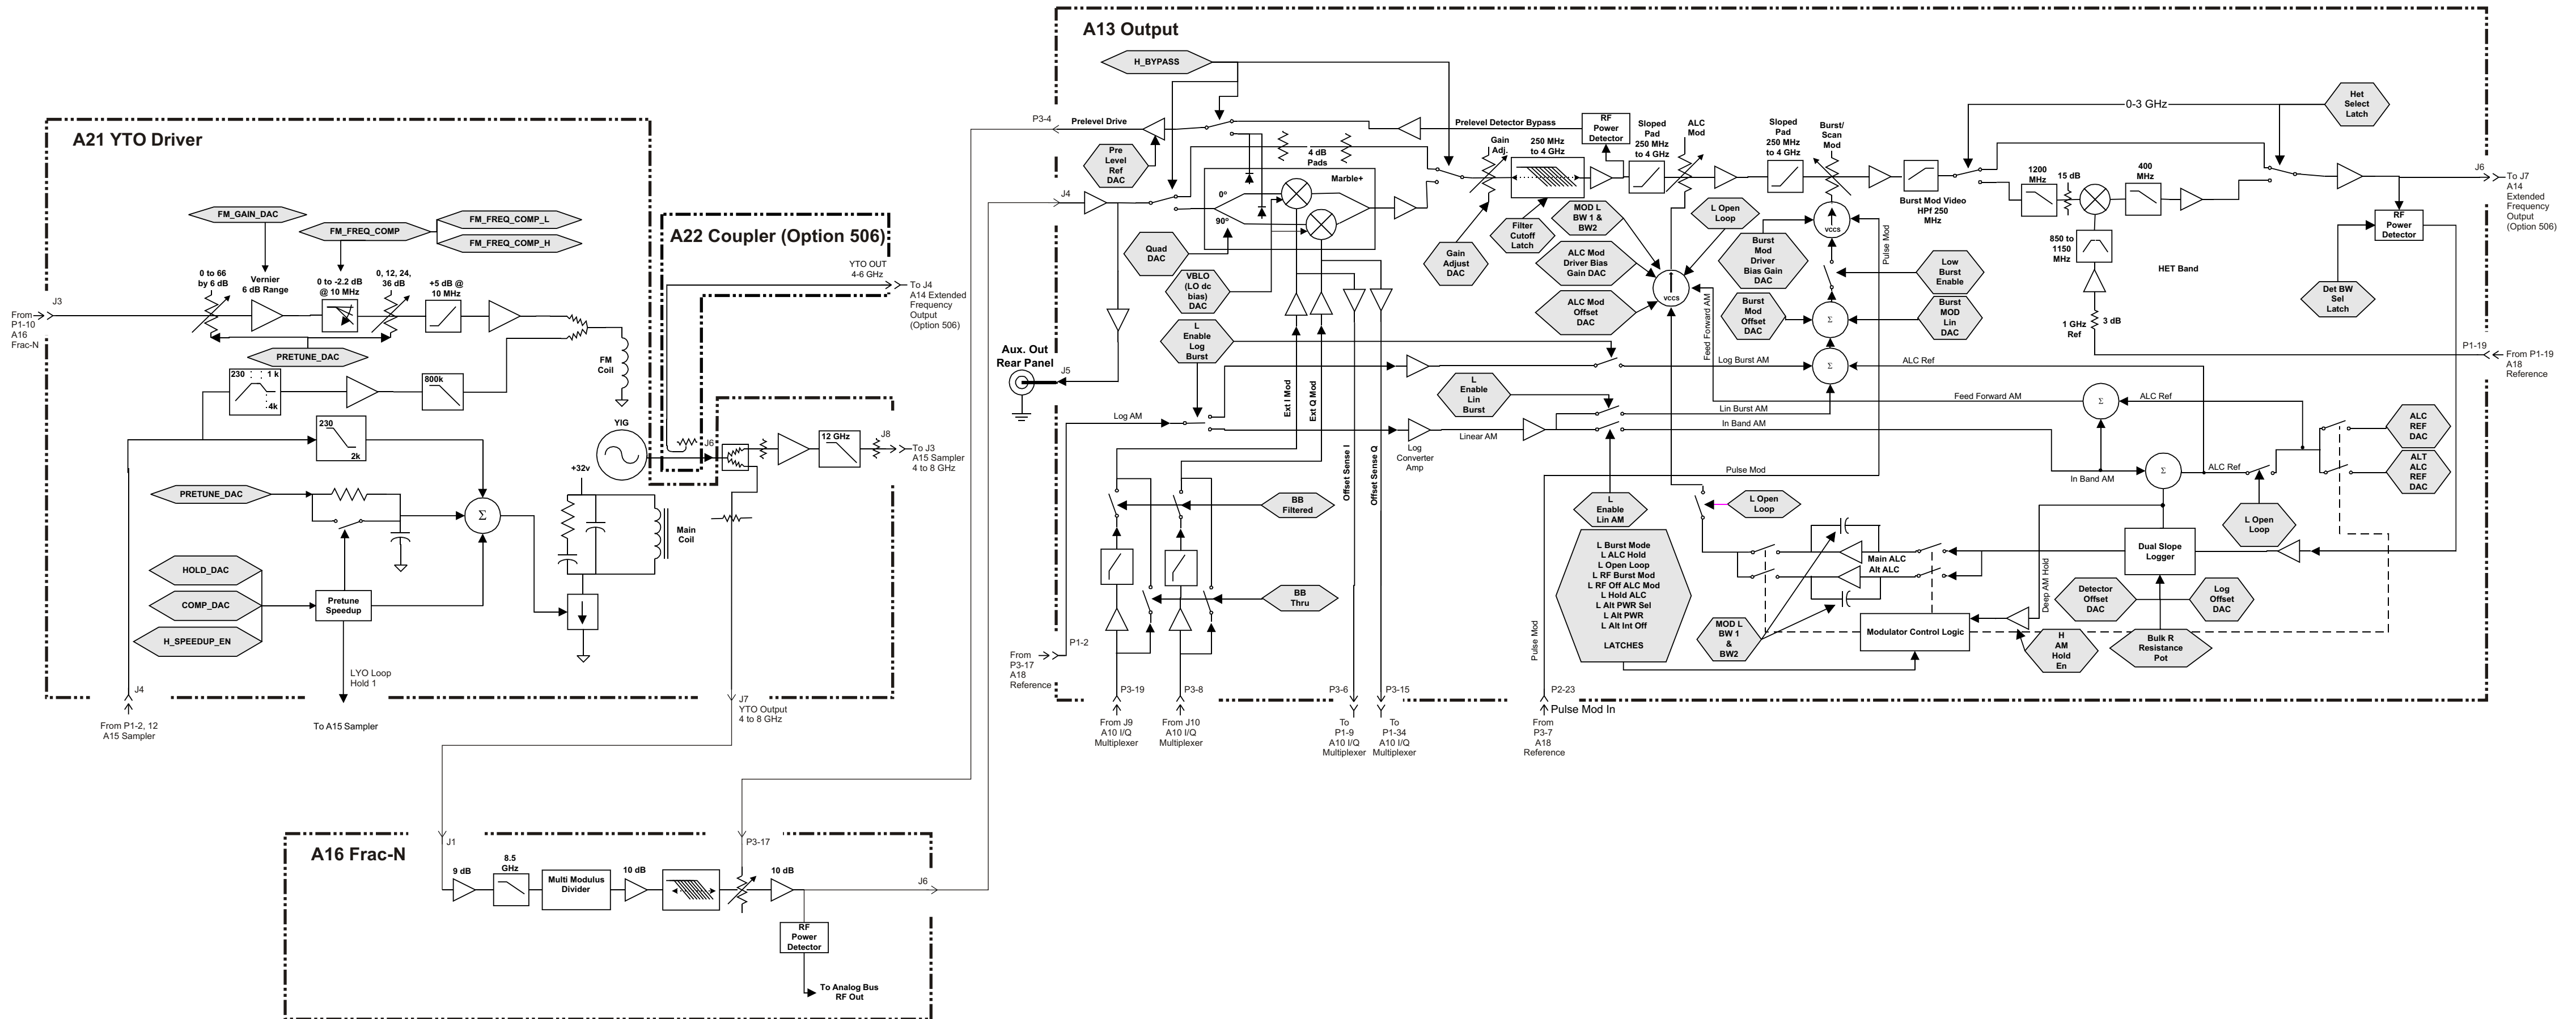 A13 Output
H_BYPASS
P3-4
Prelevel Drive
Pre
Level
Ref
DAC
J4
Prelevel Detector Bypass
RF
Power
Detector
4 dB
Pads
Marble+
0º
90º
Quad
DAC
VBLO
(LO dc
bias)
DAC
Gain
Adj.
250 MHz
to 4 GHz
Sloped
Pad
250 MHz
to 4 GHz
ALC
Mod
Sloped
Pad
250 MHz
to 4 GHz
Burst/
Scan
Mod
Burst Mod Video
HPf 250
MHz
0-3 GHz
Het
Select
Latch
1200
MHz
15 dB
400
MHz
850 to
1150
MHz
HET Band
1 GHz
Ref
3 dB
RF
Power
Detector
Det BW
Sel
Latch
J6
To J7
A14
Extended
Frequency
Output
(Option 506)
P1-19
From P1-19
A18
Reference
Gain
Adjust
DAC
Filter
Cutoff
Latch
MOD L
BW 1 &
BW2
ALC Mod
Driver Bias
Gain DAC
ALC Mod
Offset
DAC
L Open
Loop
VCCS
Feed Forward AM
Burst
Mod
Driver
Bias Gain
DAC
VCCS
Pulse Mod
Low
Burst
Enable
Burst
Mod
Offset
DAC
Σ
Burst
MOD
Lin
DAC
Σ
Log Burst AM
ALC Ref
L
Enable
Log
Burst
Aux. Out
Rear Panel
J5
Log AM
Ext I Mod
Ext Q Mod
Offset Sense I
Offset Sense Q
L
Enable
Lin
Burst
Linear AM
Log
Converter
Amp
Lin Burst AM
In Band AM
Feed Forward AM
Σ
ALC Ref
In Band AM
Σ
ALC Ref
ALC
REF
DAC
ALT
ALC
REF
DAC
L Open
Loop
Pulse Mod
L
Enable
Lin AM
L Open
Loop
L Burst Mode
L ALC Hold
L Open Loop
L RF Burst Mod
L RF Off ALC Mod
L Hold ALC
L Alt PWR Sel
L Alt PWR
L Alt Int Off
LATCHES
Main ALC
Alt ALC
MOD L
BW 1
&
BW2
Modulator Control Logic
Deep AM Hold
H
AM
Hold
En
Dual Slope
Logger
Detector
Offset
DAC
Log
Offset
DAC
Bulk R
Resistance
Pot
BB
Filtered
BB
Thru
P1-2
From
P3-17
A18
Reference
P3-19
From J9
A10 I/Q
Multiplexer
P3-8
From J10
A10 I/Q
Multiplexer
P3-6
To
P1-9
A10 I/Q
Multiplexer
P3-15
To
P1-34
A10 I/Q
Multiplexer
Pulse Mod
P2-23
Pulse Mod In
From
P3-7
A18
Reference
A21 YTO Driver
FM_GAIN_DAC
FM_FREQ_COMP
FM_FREQ_COMP_L
FM_FREQ_COMP_H
J3
From
P1-10
A16
Frac-N
0 to 66
by 6 dB
Vernier
6 dB Range
0 to -2.2 dB
@ 10 MHz
0, 12, 24,
36 dB
+5 dB @
10 MHz
PRETUNE_DAC
FM
Coil
230
1 k
4k
800k
230
2k
YIG
+32v
PRETUNE_DAC
Σ
Main
Coil
HOLD_DAC
COMP_DAC
H_SPEEDUP_EN
Pretune
Speedup
LYO Loop
Hold 1
To A15 Sampler
J4
From P1-2, 12
A15 Sampler
A22 Coupler (Option 506)
YTO OUT
4-6 GHz
To J4
A14 Extended
Frequency
Output
(Option 506)
J6
12 GHz
J8
To J3
A15 Sampler
4 to 8 GHz
J7
YTO Output
4 to 8 GHz
A16 Frac-N
J1
9 dB
8.5
GHz
Multi Modulus
Divider
10 dB
P3-17
10 dB
J6
RF
Power
Detector
To Analog Bus
RF Out